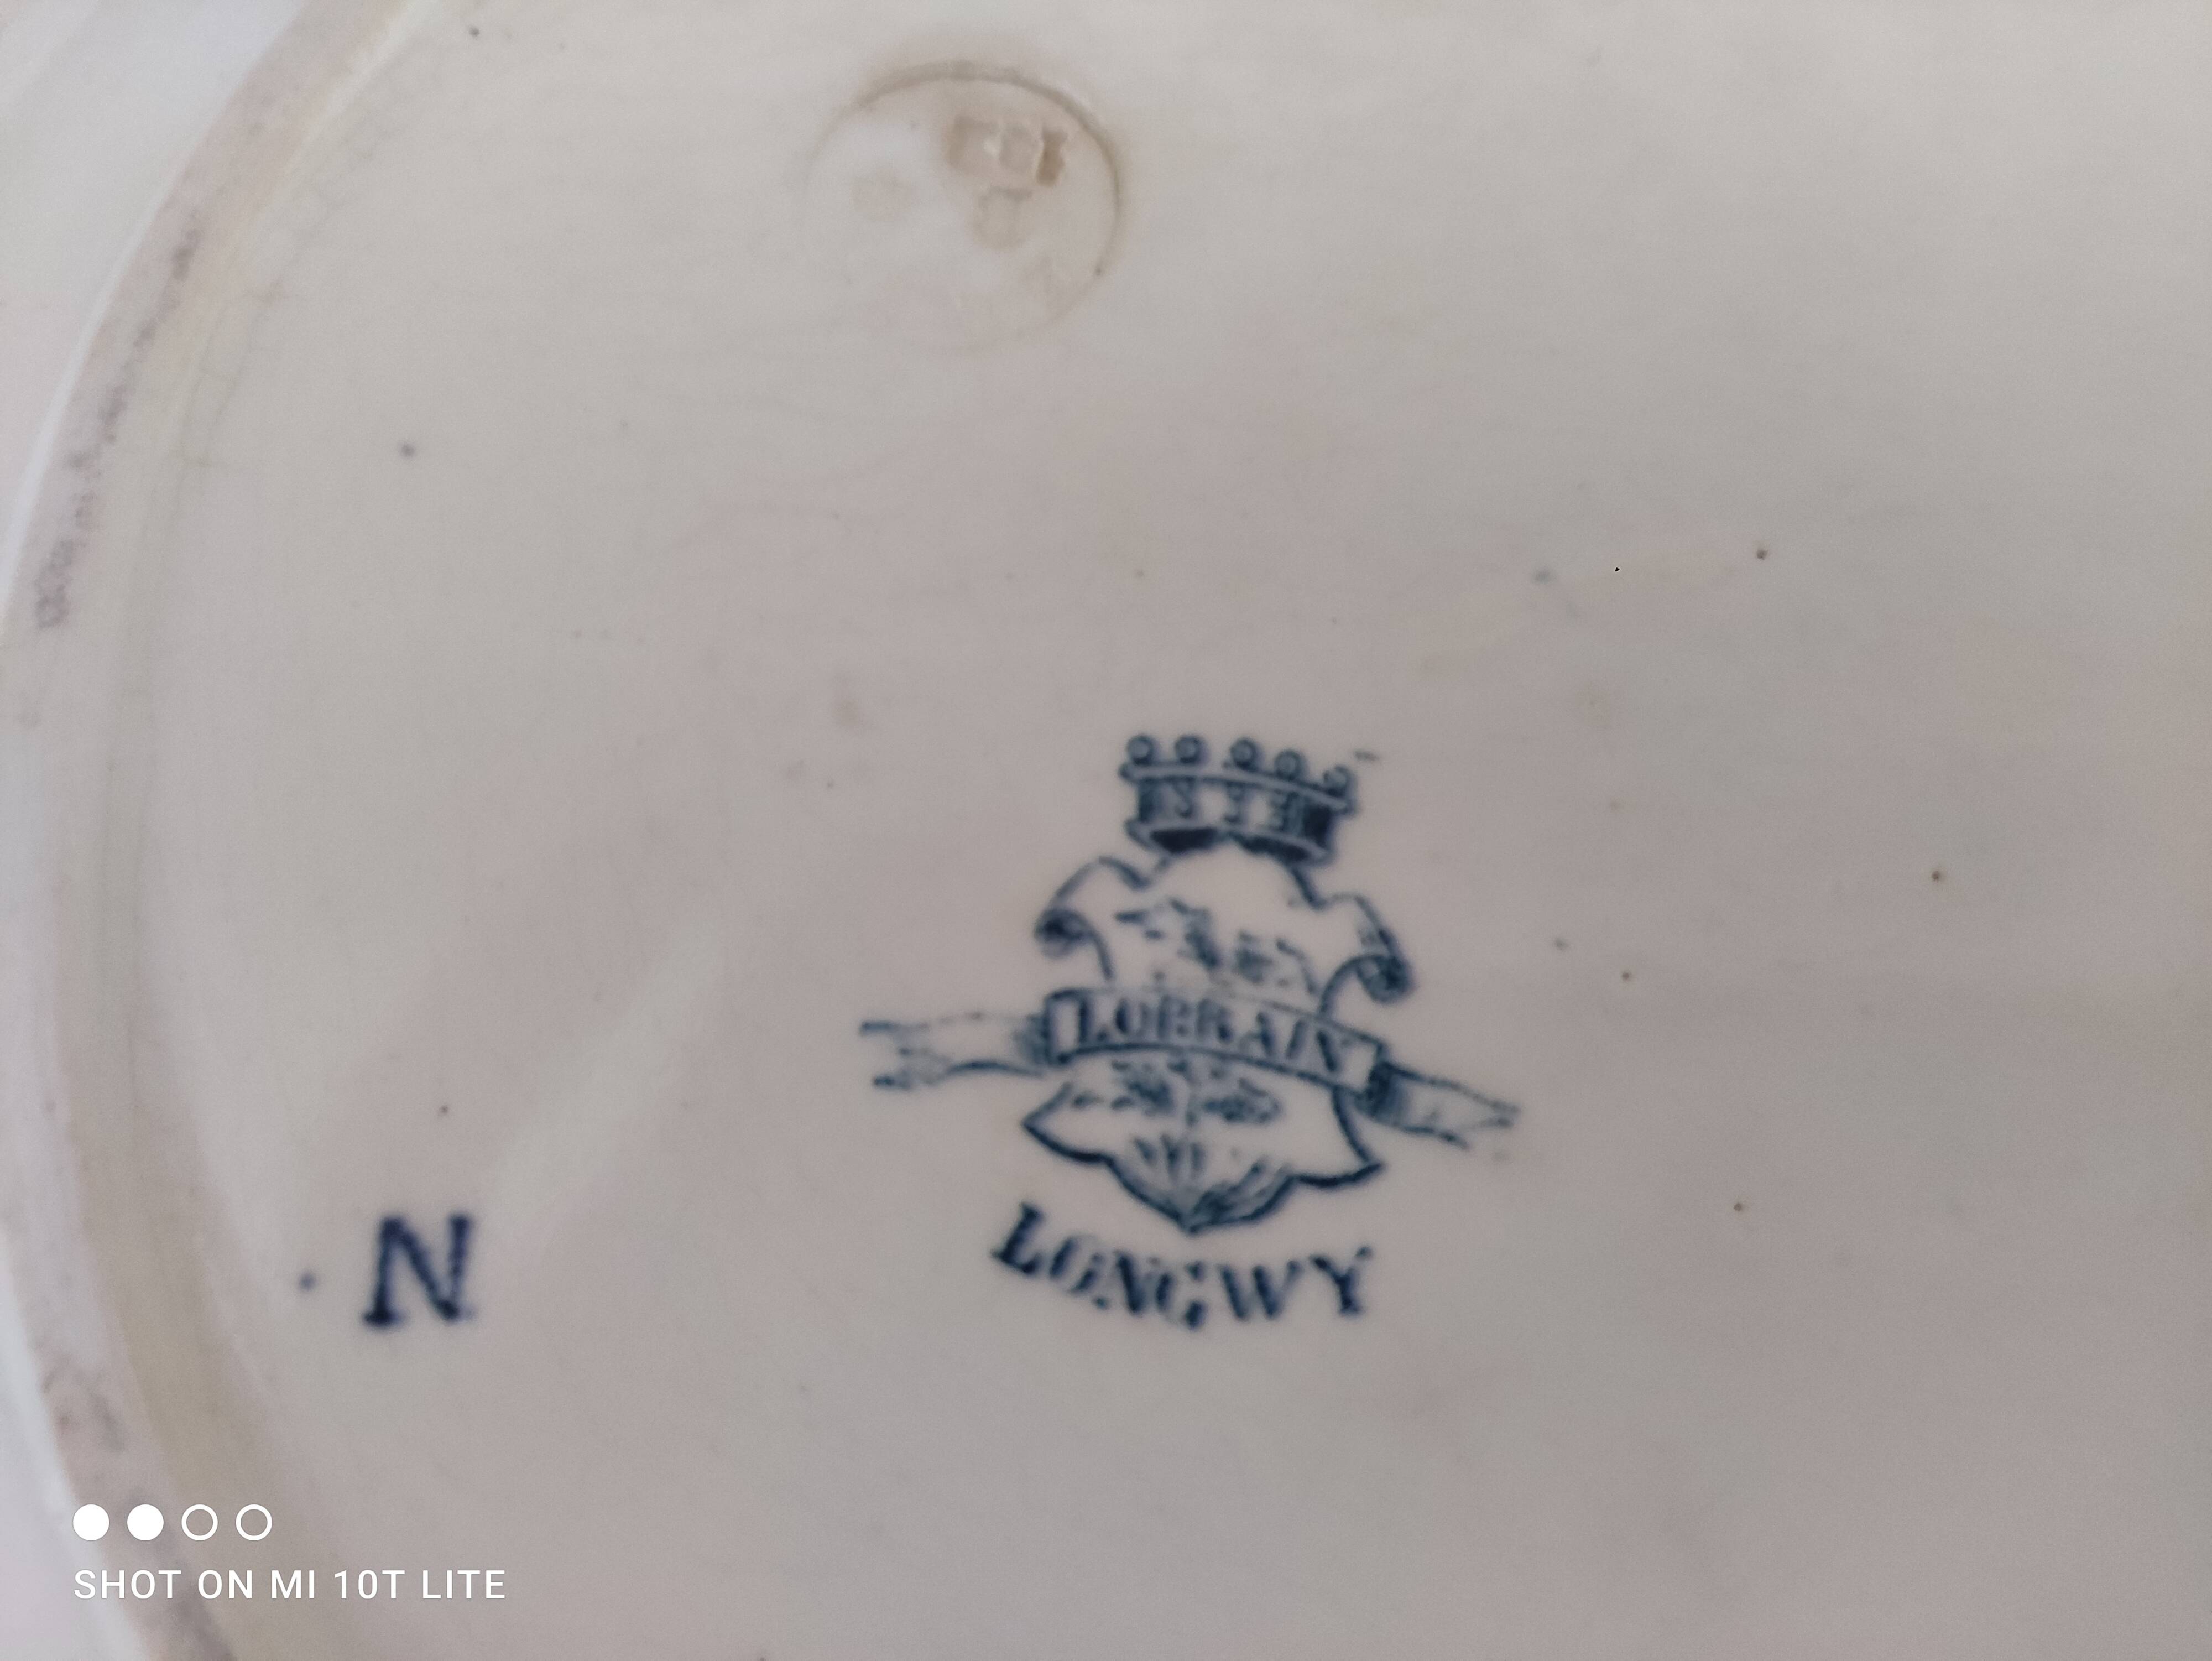 LORRAIN
LONGWY
N
SHOT ON MI 10T LITE